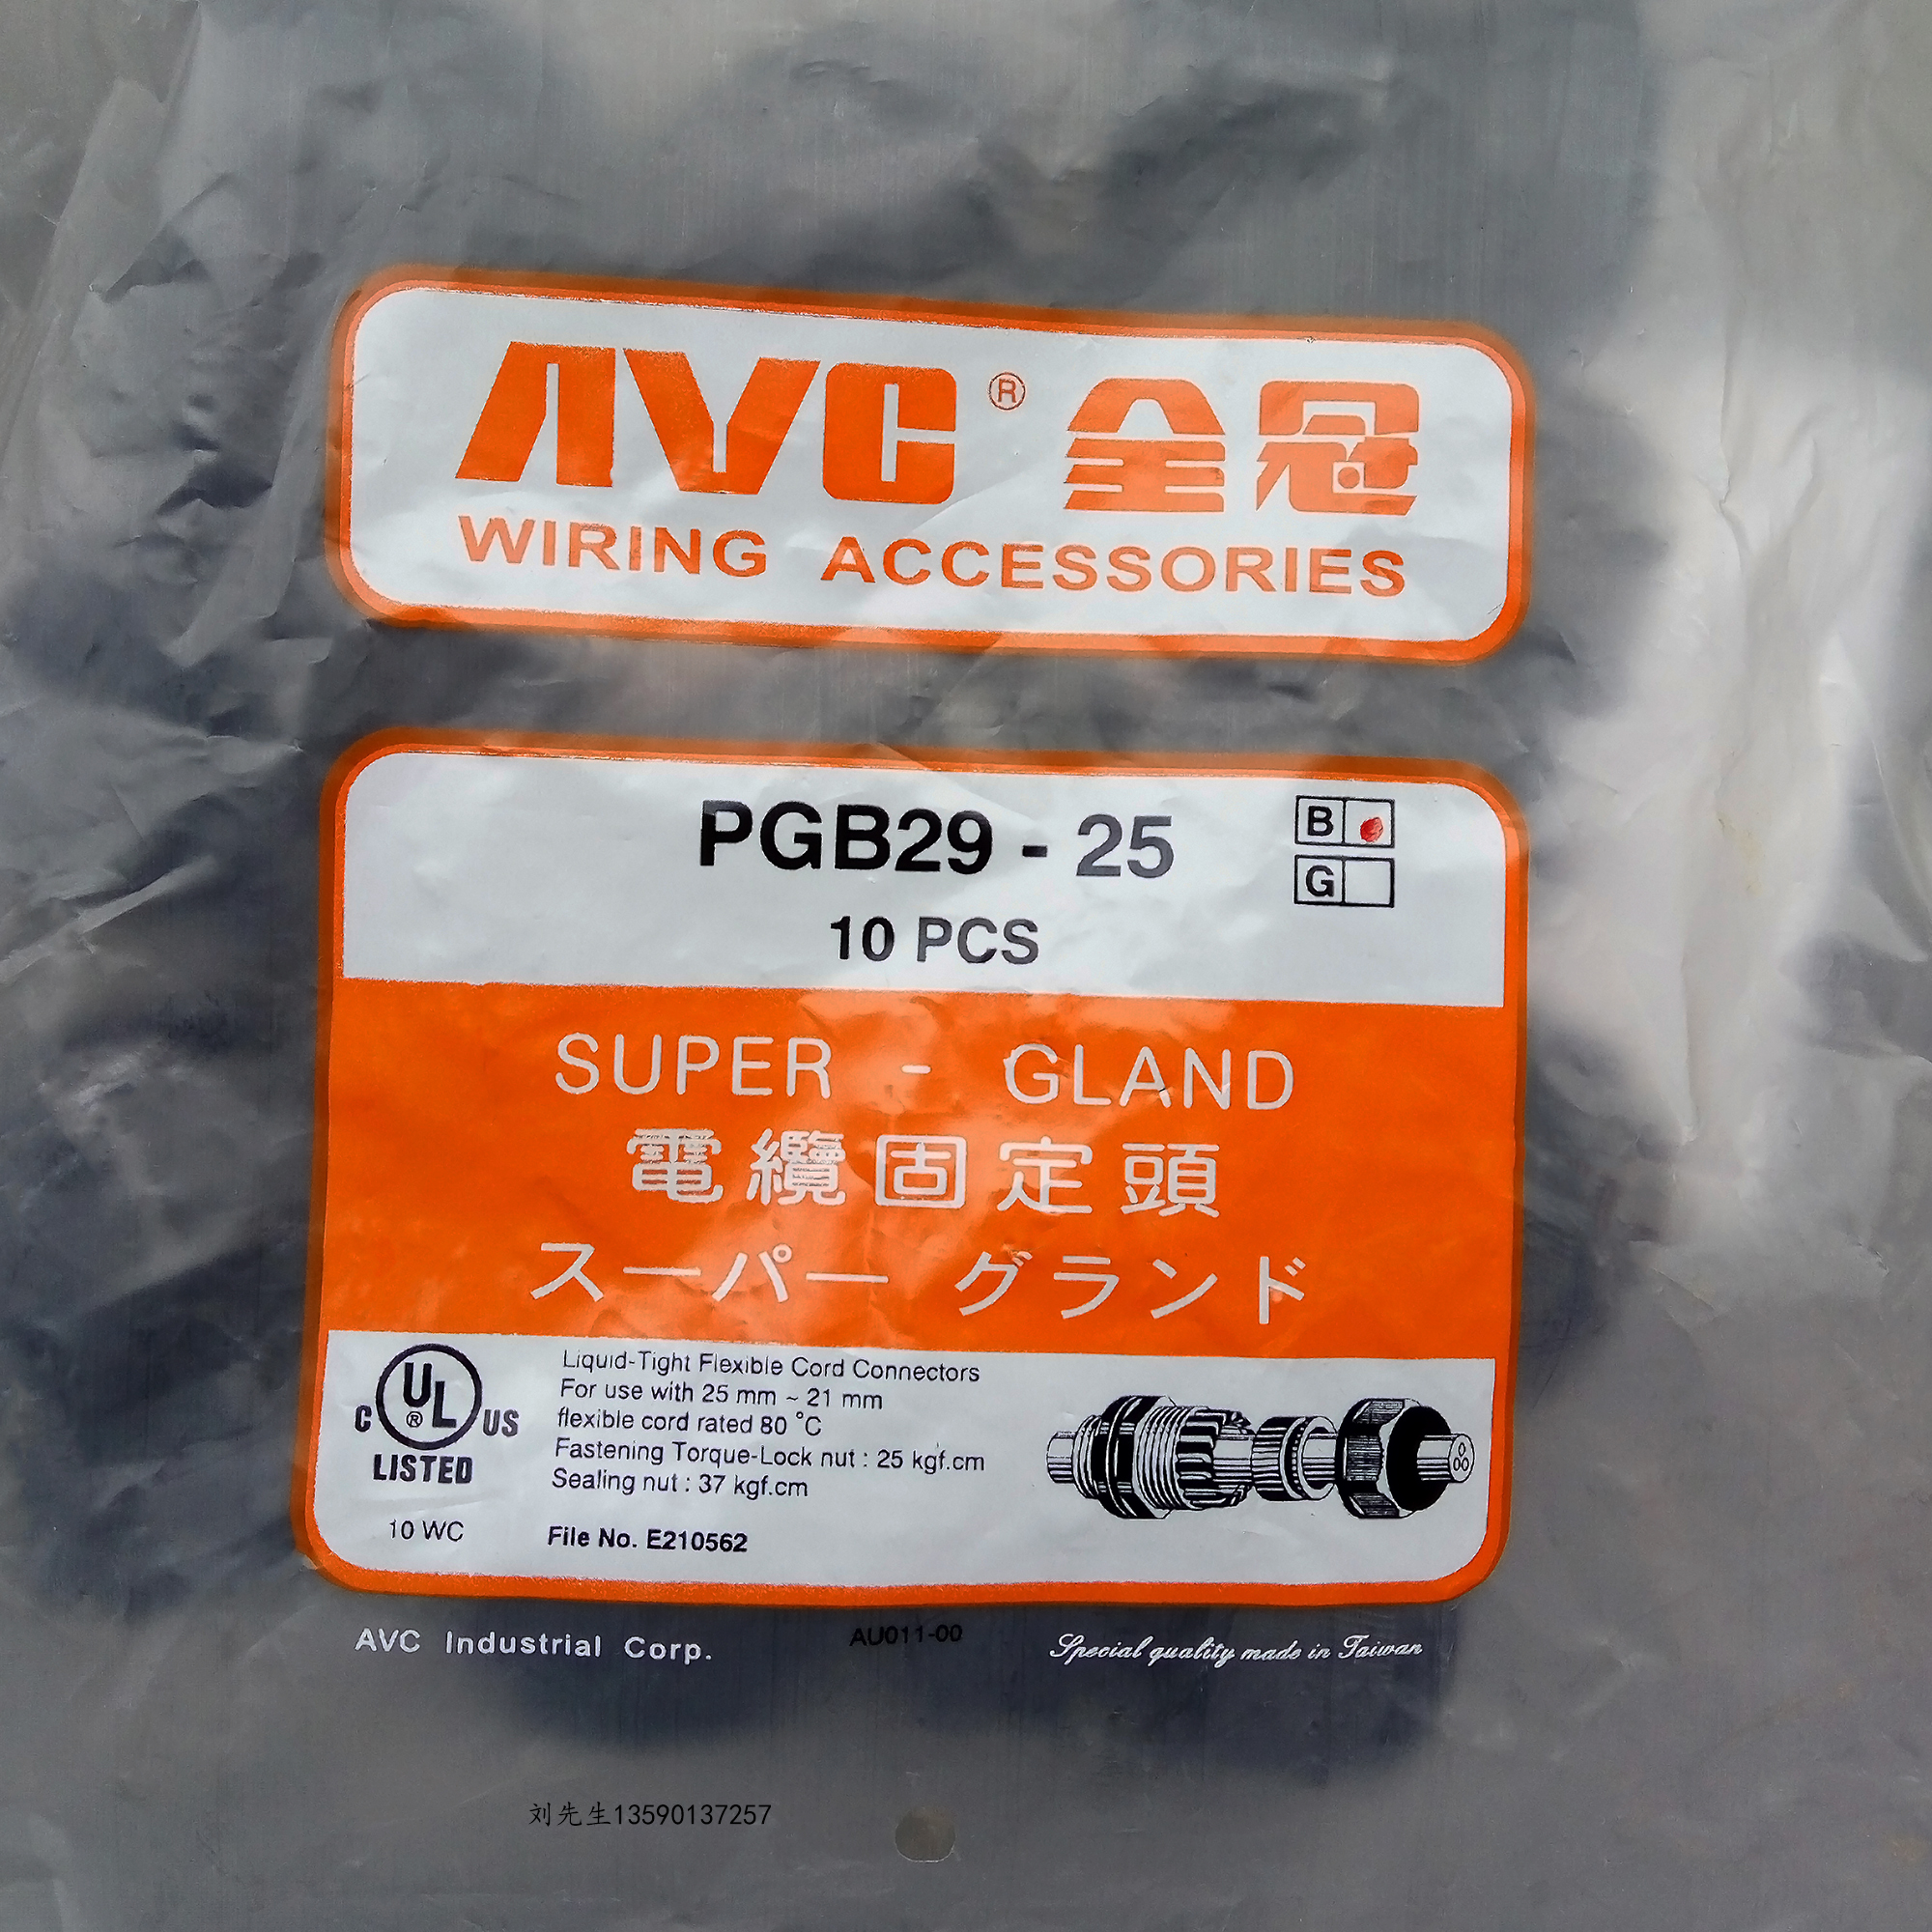 AVC® 全冠
WIRING ACCESSORIES
PGB29 - 25
B
G
10 PCS
SUPER - GLAND
電纜固定頭
スーパー グランド
C UL® US
LISTED
10 WC
Liquid-Tight Flexible Cord Connectors
For use with 25 mm ~ 21 mm
flexible cord rated 80 °C
Fastening Torque-Lock nut : 25 kgf.cm
Sealing nut : 37 kgf.cm
File No. E210562
AVC Industrial Corp.
AU011-00
Special quality made in Taiwan
刘先生13590137257